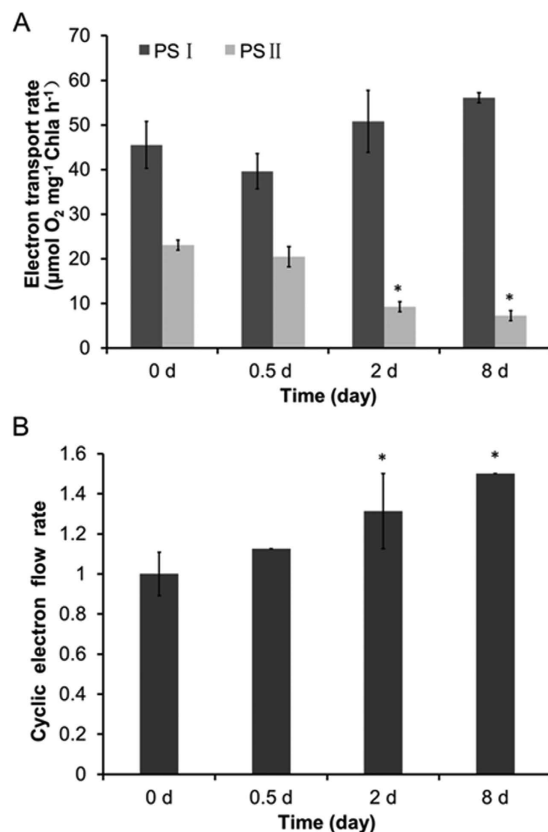 A
PS Ⅰ PS Ⅱ
Electron transport rate
(μmol O₂ mg⁻¹ Chla h⁻¹)
70
60
50
40
30
20
10
0
*
*
0 d 0.5 d 2 d 8 d
Time (day)
B
Cyclic electron flow rate
1.6
1.4
1.2
1
0.8
0.6
0.4
0.2
0
*
*
0 d 0.5 d 2 d 8 d
Time (day)